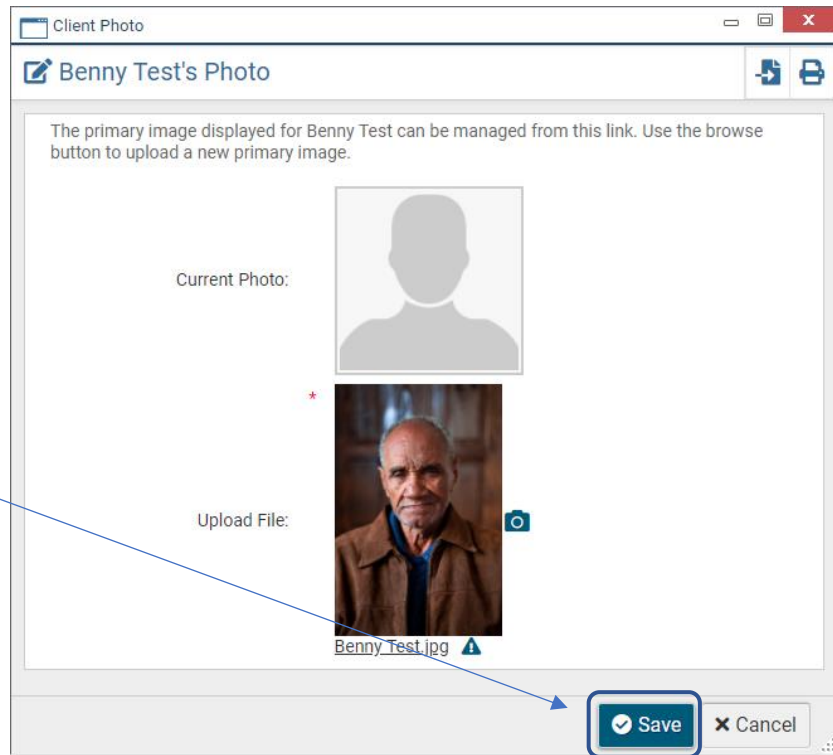 Client Photo
Benny Test's Photo
The primary image displayed for Benny Test can be managed from this link. Use the browse
button to upload a new primary image.
Current Photo:
*
Upload File:
Benny Test.jpg
Save
Cancel